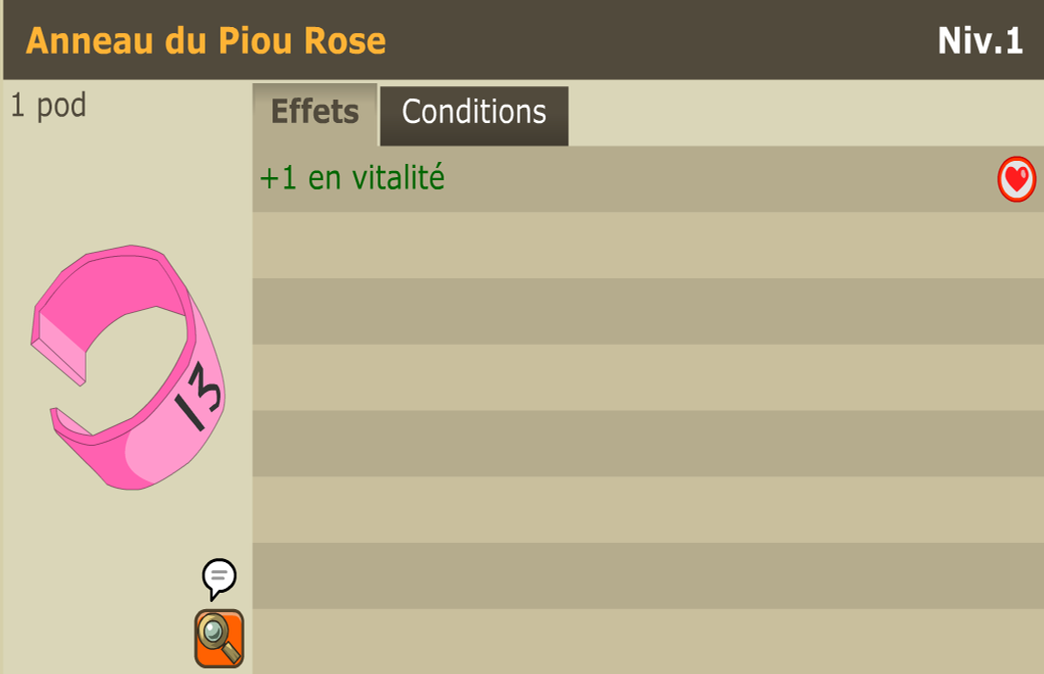 Anneau du Piou Rose
Niv.1
1 pod
Effets
Conditions
+1 en vitalité
13